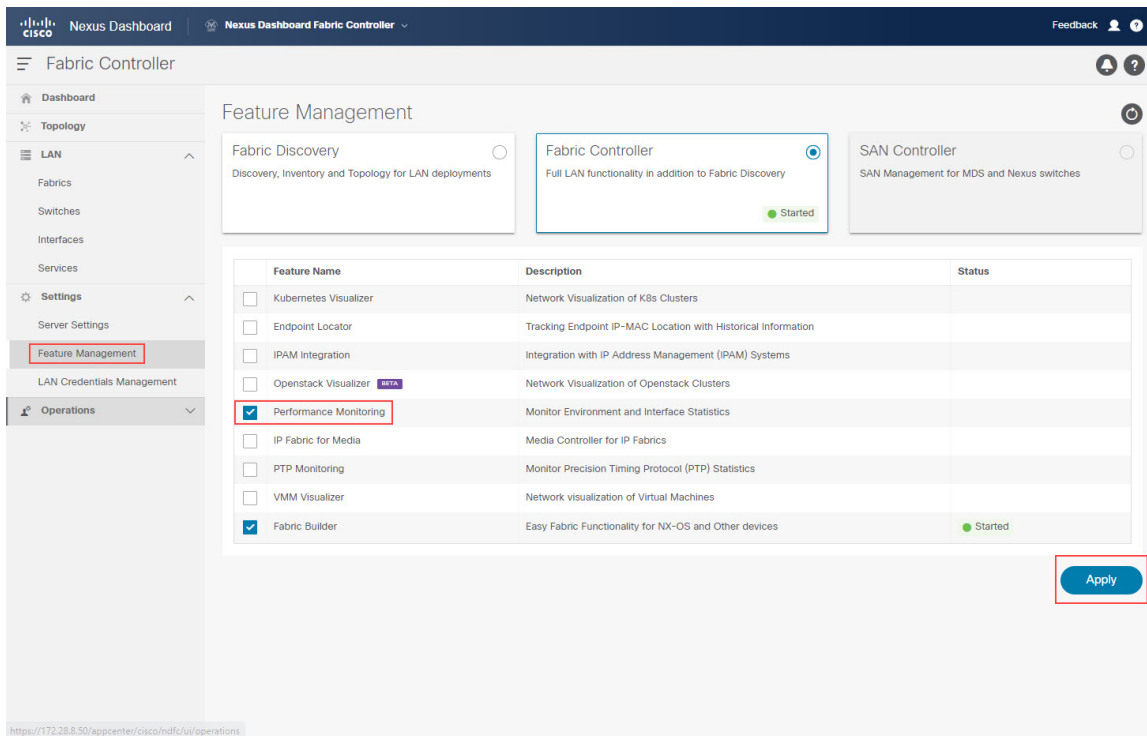 CISCO Nexus Dashboard Nexus Dashboard Fabric Controller Feedback ?
Fabric Controller ?
Dashboard
Topology
LAN
Fabrics
Switches
Interfaces
Services
Settings
Server Settings
Feature Management
LAN Credentials Management
Operations
Feature Management
Fabric Discovery
Discovery, Inventory and Topology for LAN deployments
Fabric Controller
Full LAN functionality in addition to Fabric Discovery
Started
SAN Controller
SAN Management for MDS and Nexus switches
Feature Name Description Status
Kubernetes Visualizer Network Visualization of K8s Clusters
Endpoint Locator Tracking Endpoint IP-MAC Location with Historical Information
IPAM Integration Integration with IP Address Management (IPAM) Systems
Openstack Visualizer BETA Network Visualization of Openstack Clusters
Performance Monitoring Monitor Environment and Interface Statistics
IP Fabric for Media Media Controller for IP Fabrics
PTP Monitoring Monitor Precision Timing Protocol (PTP) Statistics
VMM Visualizer Network visualization of Virtual Machines
Fabric Builder Easy Fabric Functionality for NX-OS and Other devices Started
Apply
https://172.28.8.50/appcenter/cisco/ndfc/ui/operations